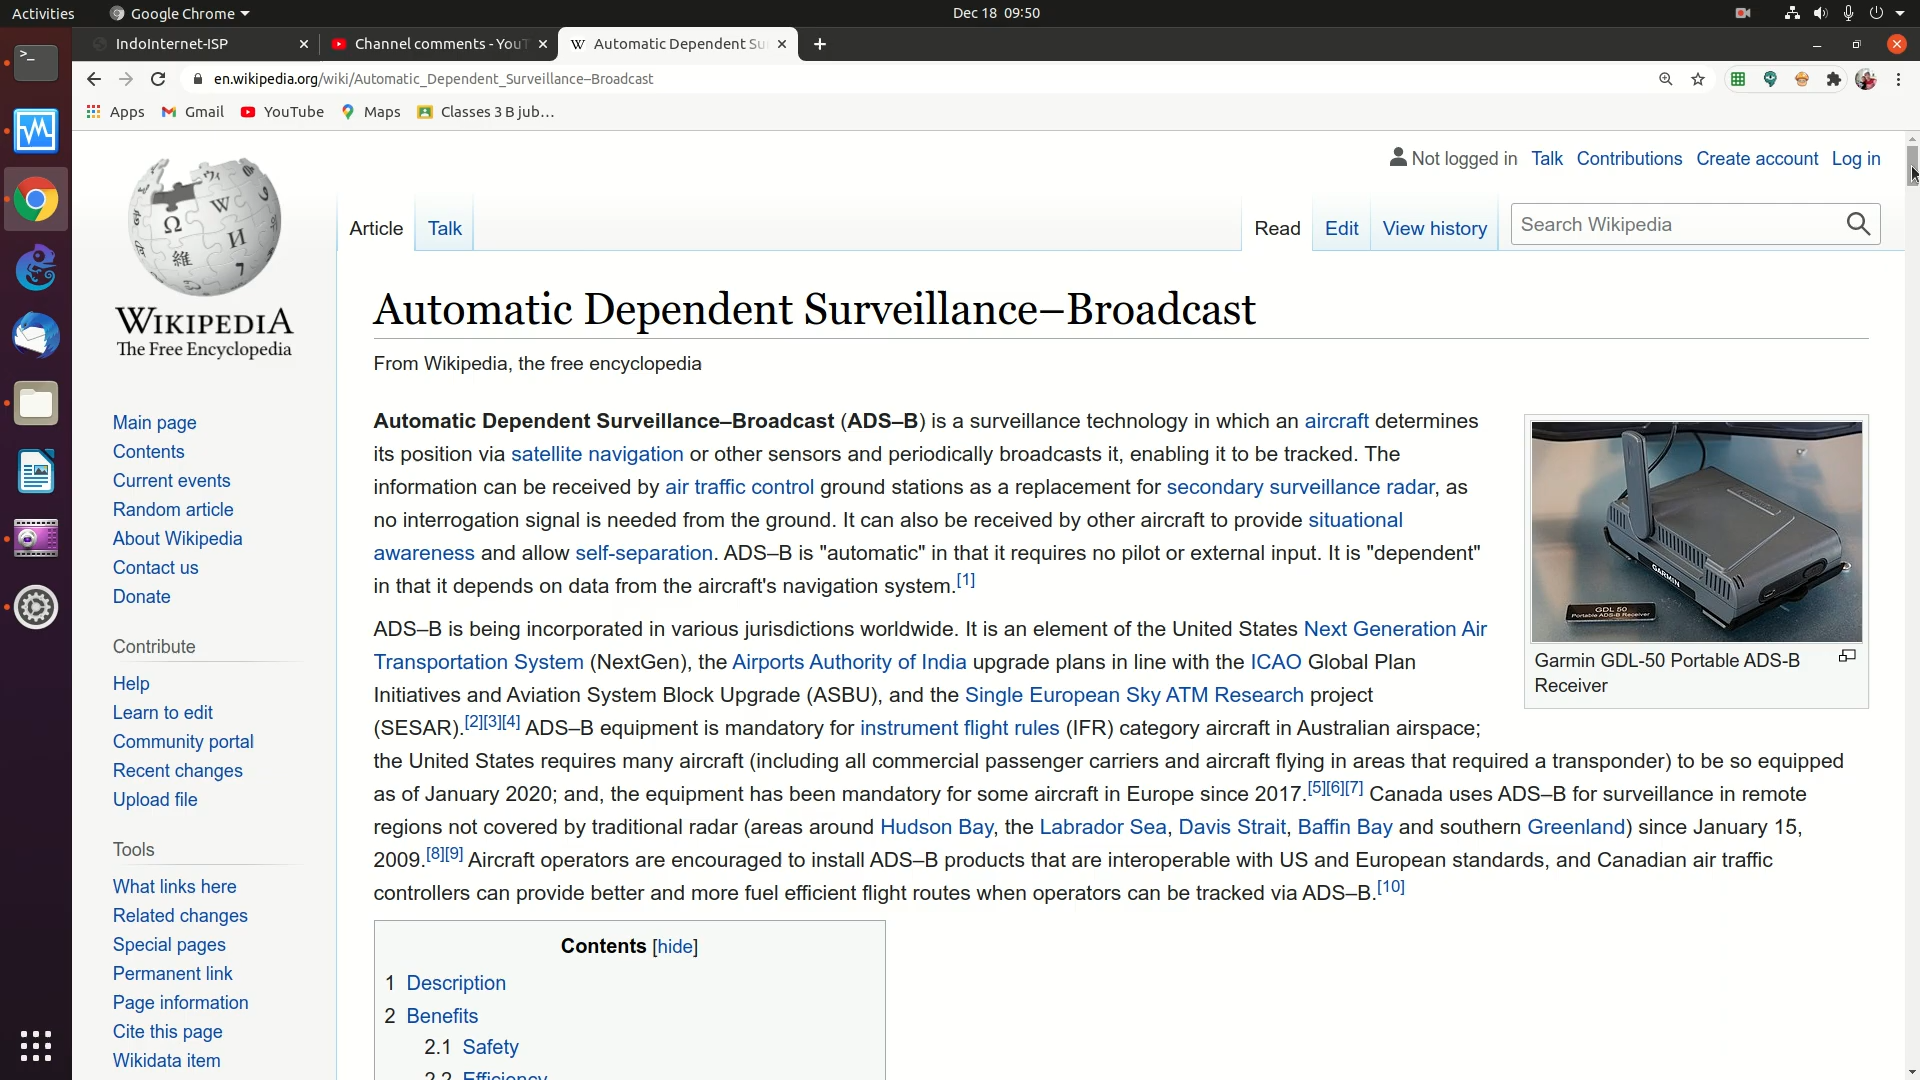 Activities
Google Chrome
Dec 18 09:50
IndoInternet-ISP
Channel comments - YouT
Automatic Dependent Su
en.wikipedia.org/wiki/Automatic_Dependent_Surveillance–Broadcast
Apps
Gmail
YouTube
Maps
Classes 3 B jub...
WIKIPEDIA
The Free Encyclopedia
Not logged in
Talk
Contributions
Create account
Log in
Article
Talk
Read
Edit
View history
Search Wikipedia
Main page
Contents
Current events
Random article
About Wikipedia
Contact us
Donate
Contribute
Help
Learn to edit
Community portal
Recent changes
Upload file
Tools
What links here
Related changes
Special pages
Permanent link
Page information
Cite this page
Wikidata item
Automatic Dependent Surveillance–Broadcast
From Wikipedia, the free encyclopedia
Automatic Dependent Surveillance–Broadcast (ADS–B) is a surveillance technology in which an aircraft determines
its position via satellite navigation or other sensors and periodically broadcasts it, enabling it to be tracked. The
information can be received by air traffic control ground stations as a replacement for secondary surveillance radar, as
no interrogation signal is needed from the ground. It can also be received by other aircraft to provide situational
awareness and allow self-separation. ADS–B is "automatic" in that it requires no pilot or external input. It is "dependent"
in that it depends on data from the aircraft's navigation system.[1]
ADS–B is being incorporated in various jurisdictions worldwide. It is an element of the United States Next Generation Air
Transportation System (NextGen), the Airports Authority of India upgrade plans in line with the ICAO Global Plan
Initiatives and Aviation System Block Upgrade (ASBU), and the Single European Sky ATM Research project
(SESAR).[2][3][4] ADS–B equipment is mandatory for instrument flight rules (IFR) category aircraft in Australian airspace;
the United States requires many aircraft (including all commercial passenger carriers and aircraft flying in areas that required a transponder) to be so equipped
as of January 2020; and, the equipment has been mandatory for some aircraft in Europe since 2017.[5][6][7] Canada uses ADS–B for surveillance in remote
regions not covered by traditional radar (areas around Hudson Bay, the Labrador Sea, Davis Strait, Baffin Bay and southern Greenland) since January 15,
2009.[8][9] Aircraft operators are encouraged to install ADS–B products that are interoperable with US and European standards, and Canadian air traffic
controllers can provide better and more fuel efficient flight routes when operators can be tracked via ADS–B.[10]
GARMIN
GDL 50
Portable ADS-B Receiver
Garmin GDL-50 Portable ADS-B
Receiver
Contents [hide]
1 Description
2 Benefits
2.1 Safety
2.2 Efficiency